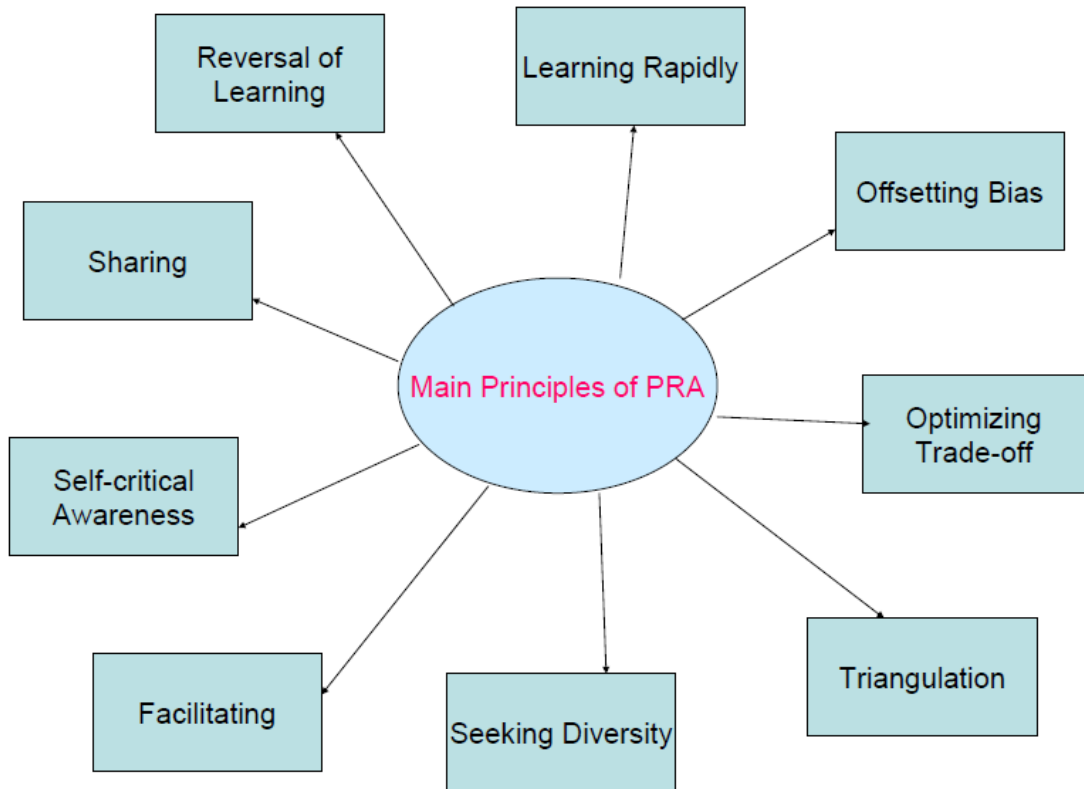 Reversal of
Learning
Learning Rapidly
Offsetting Bias
Sharing
Main Principles of PRA
Optimizing
Trade-off
Self-critical
Awareness
Triangulation
Facilitating
Seeking Diversity